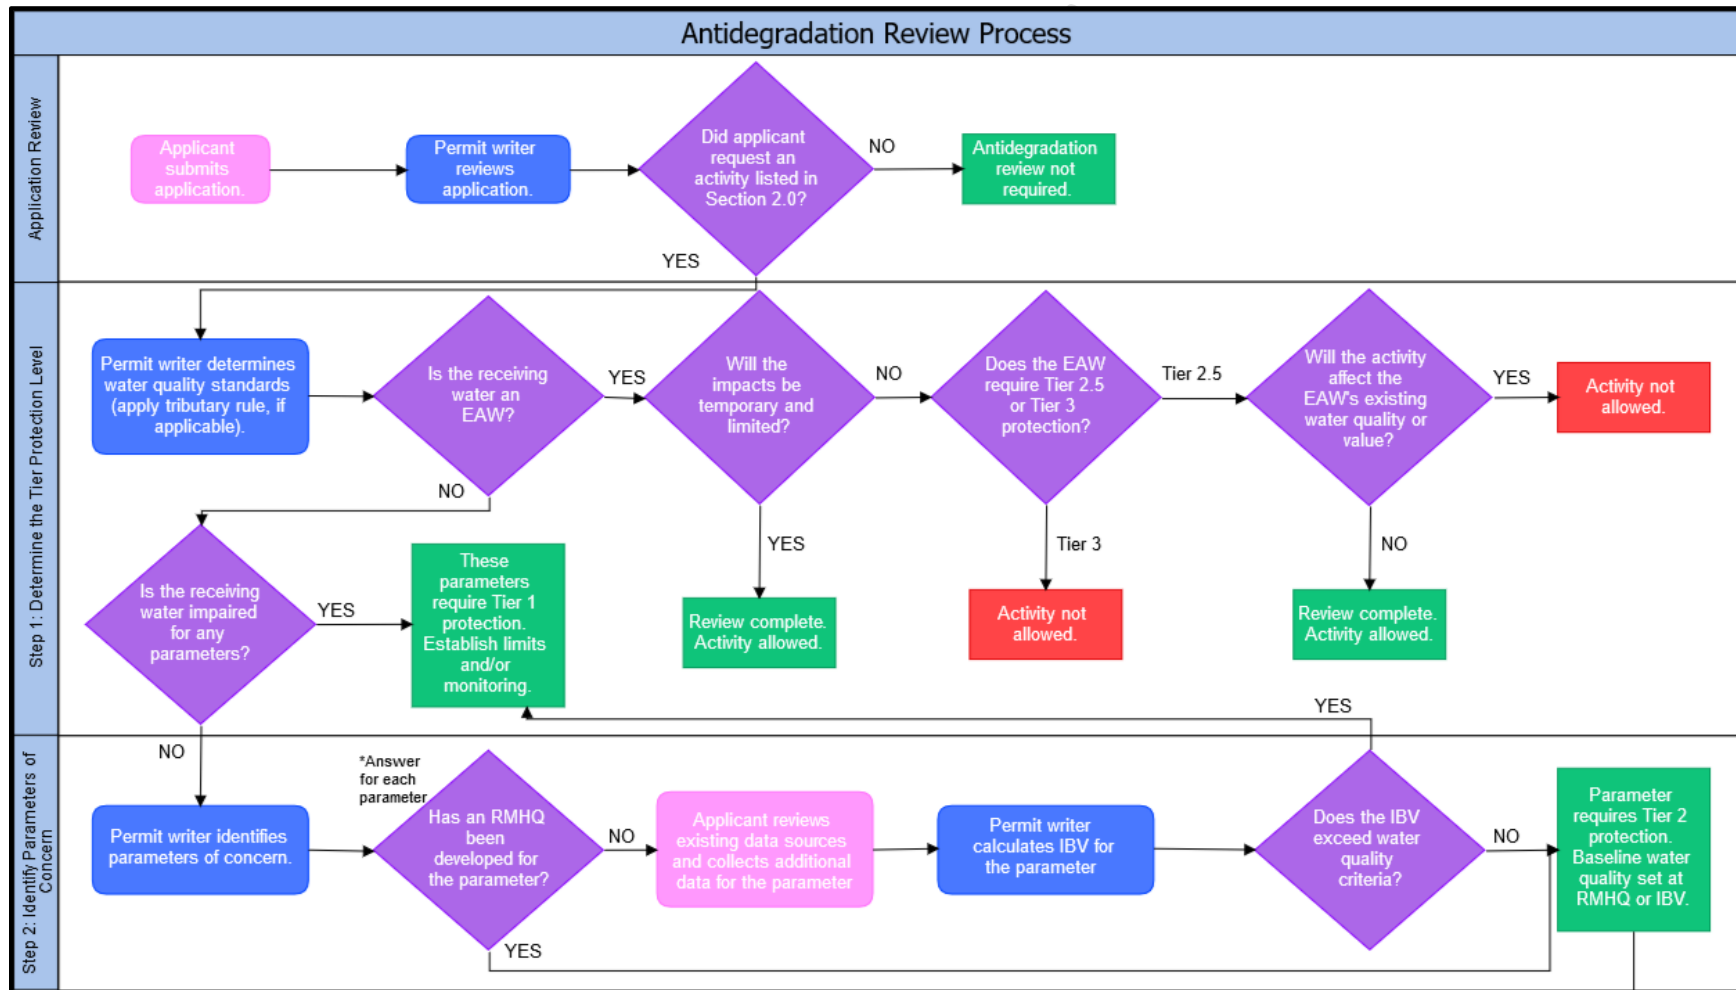 Antidegradation Review Process
Application Review
Applicant
submits
application.
Permit writer
reviews
application.
Did applicant
request an
activity listed in
Section 2.0?
NO
Antidegradation
review not
required.
YES
Step 1: Determine the Tier Protection Level
Permit writer determines
water quality standards
(apply tributary rule, if
applicable).
Is the receiving
water an
EAW?
YES
Will the
impacts be
temporary and
limited?
NO
Does the EAW
require Tier 2.5
or Tier 3
protection?
Tier 2.5
Will the activity
affect the
EAW's existing
water quality or
value?
YES
Activity not
allowed.
NO
YES
Tier 3
NO
Is the receiving
water impaired
for any
parameters?
YES
These
parameters
require Tier 1
protection.
Establish limits
and/or
monitoring.
Review complete.
Activity allowed.
Activity not
allowed.
Review complete.
Activity allowed.
YES
NO
Step 2: Identify Parameters of
Concern
Permit writer identifies
parameters of concern.
*Answer
for each
parameter
Has an RMHQ
been
developed for
the parameter?
NO
Applicant reviews
existing data sources
and collects additional
data for the parameter
Permit writer
calculates IBV for
the parameter
Does the IBV
exceed water
quality
criteria?
NO
Parameter
requires Tier 2
protection.
Baseline water
quality set at
RMHQ or IBV.
YES